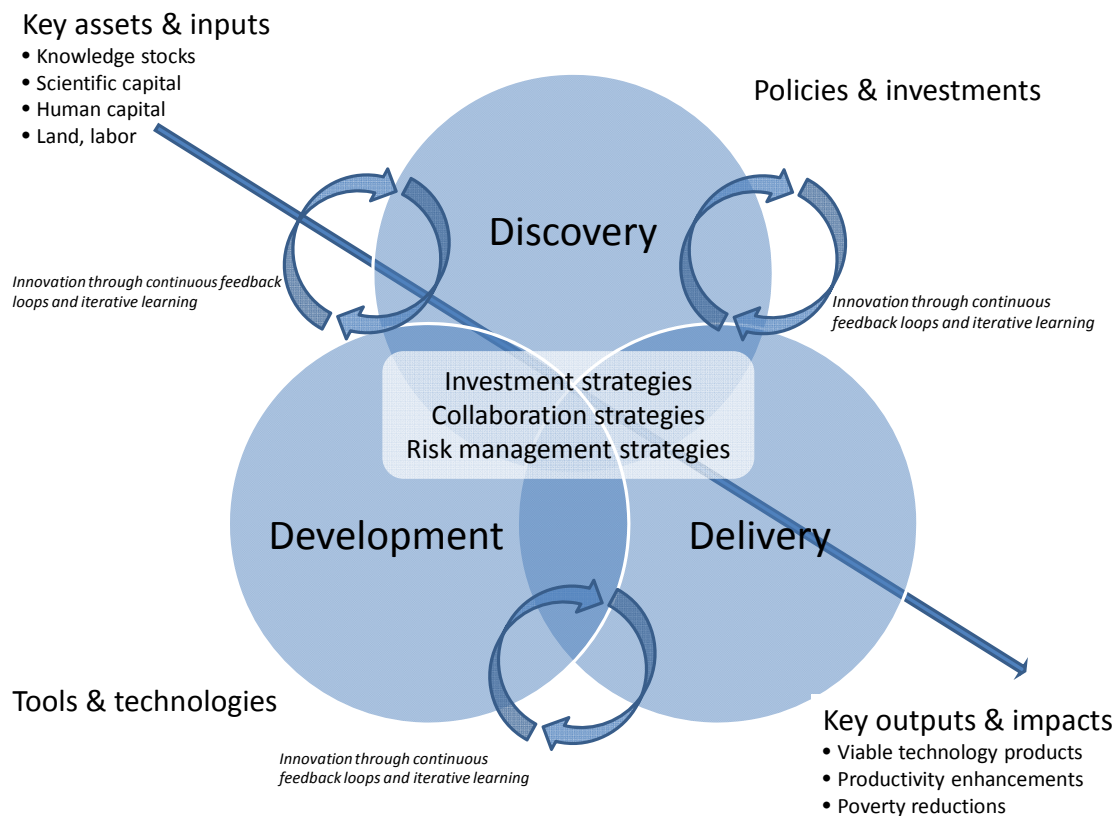 Key assets & inputs
• Knowledge stocks
• Scientific capital
• Human capital
• Land, labor
Policies & investments
Discovery
Innovation through continuous feedback
loops and iterative learning
Innovation through continuous
feedback loops and iterative learning
Investment strategies
Collaboration strategies
Risk management strategies
Development
Delivery
Tools & technologies
Innovation through continuous
feedback loops and iterative learning
Key outputs & impacts
• Viable technology products
• Productivity enhancements
• Poverty reductions